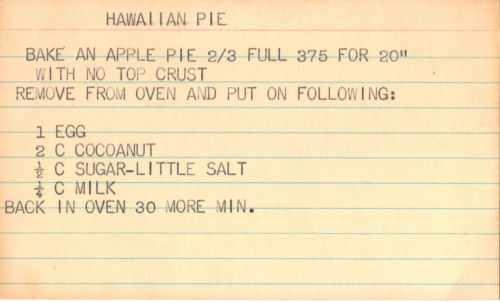 HAWAIIAN PIE
BAKE AN APPLE PIE 2/3 FULL 375 FOR 20"
WITH NO TOP CRUST
REMOVE FROM OVEN AND PUT ON FOLLOWING:
1 EGG
2 C COCOANUT
½ C SUGAR-LITTLE SALT
¼ C MILK
BACK IN OVEN 30 MORE MIN.